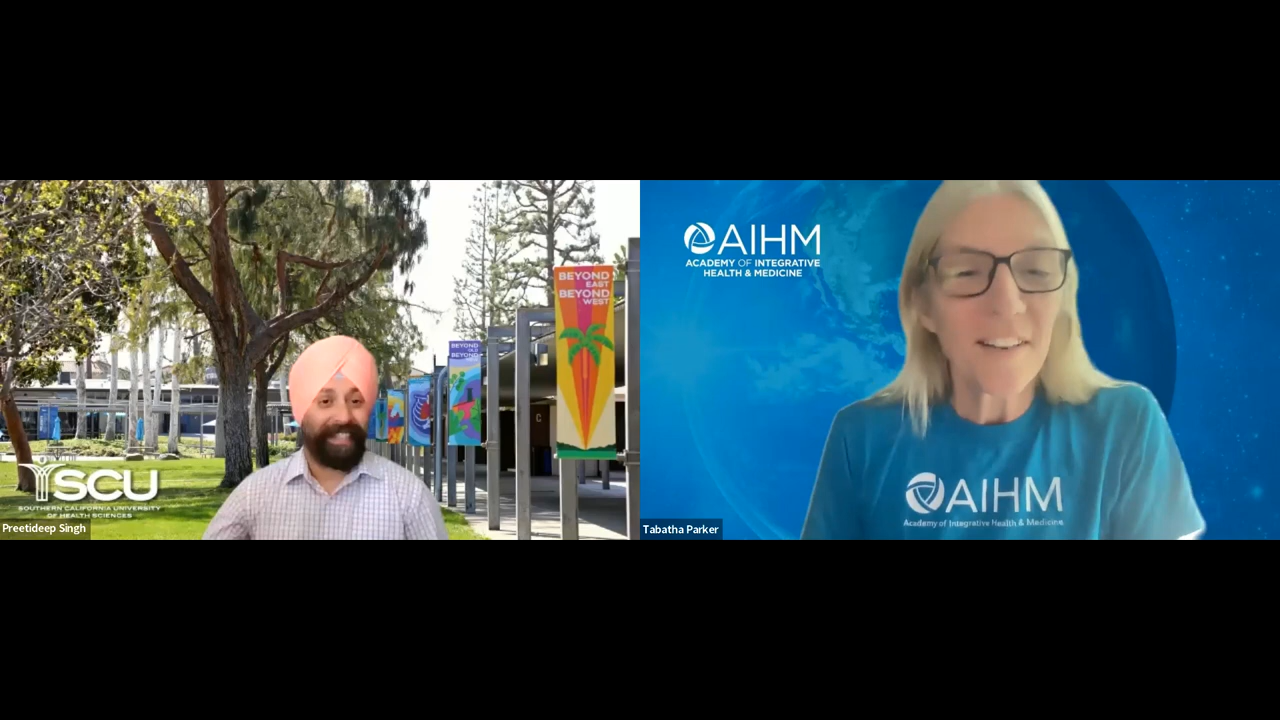 BEYOND
EAST
BEYOND
WEST
BEYOND
OLD
BEYOND
SCU
SOUTHERN CALIFORNIA UNIVERSITY
OF HEALTH SCIENCES
Preetideep Singh
AIHM
ACADEMY OF INTEGRATIVE
HEALTH & MEDICINE
AIHM
Academy of Integrative Health & Medicine
Tabatha Parker